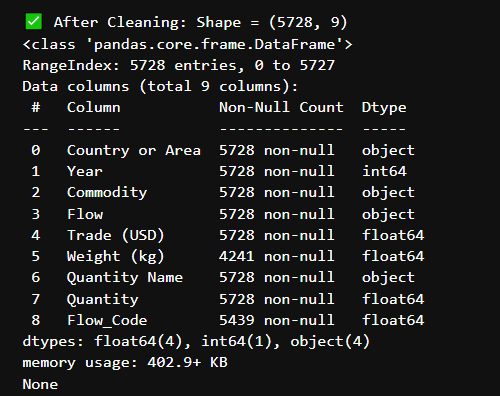 ✅ After Cleaning: Shape = (5728, 9)
<class 'pandas.core.frame.DataFrame'>
RangeIndex: 5728 entries, 0 to 5727
Data columns (total 9 columns):
 #   Column           Non-Null Count  Dtype
---  ------           --------------  -----
 0   Country or Area  5728 non-null   object
 1   Year             5728 non-null   int64
 2   Commodity        5728 non-null   object
 3   Flow             5728 non-null   object
 4   Trade (USD)      5728 non-null   float64
 5   Weight (kg)      4241 non-null   float64
 6   Quantity Name    5728 non-null   object
 7   Quantity         5728 non-null   float64
 8   Flow_Code        5439 non-null   float64
dtypes: float64(4), int64(1), object(4)
memory usage: 402.9+ KB
None